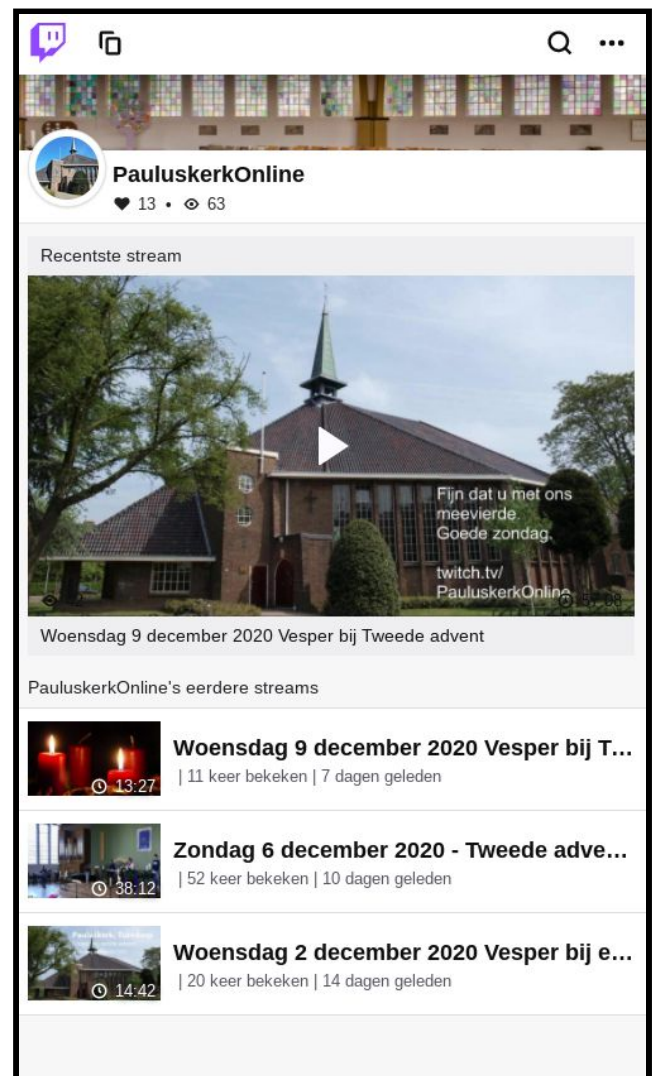 PauluskerkOnline
13 • 63
Recentste stream
Fijn dat u met ons
meevierde.
Goede zondag.
twitch.tv/
PauluskerkOnline
Woensdag 9 december 2020 Vesper bij Tweede advent
PauluskerkOnline's eerdere streams
13:27
Woensdag 9 december 2020 Vesper bij T…
| 11 keer bekeken | 7 dagen geleden
38:12
Zondag 6 december 2020 - Tweede adve…
| 52 keer bekeken | 10 dagen geleden
14:42
Woensdag 2 december 2020 Vesper bij e…
| 20 keer bekeken | 14 dagen geleden